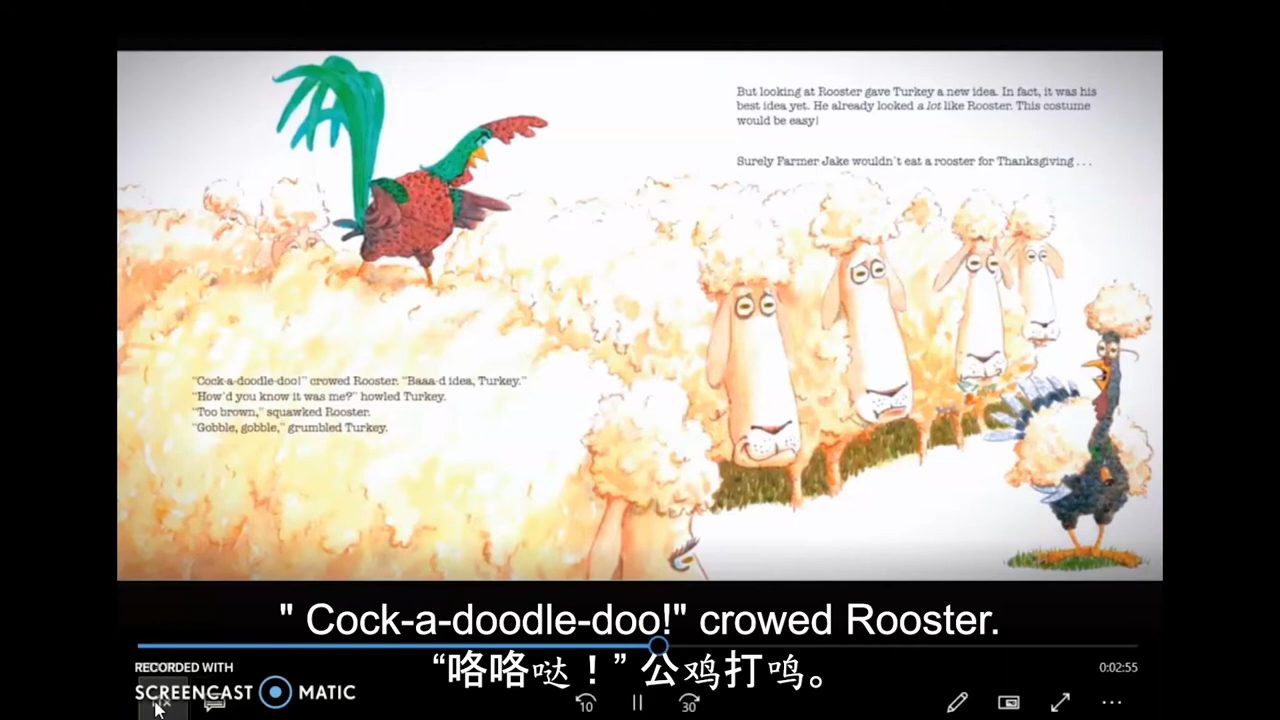 But looking at Rooster gave Turkey a new idea. In fact, it was his
best idea yet. He already looked a lot like Rooster. This costume
would be easy!
Surely Farmer Jake wouldn't eat a rooster for Thanksgiving . . .
"Cock-a-doodle-doo!" crowed Rooster. "Baaa-d idea, Turkey."
"How'd you know it was me?" howled Turkey.
"Too brown," squawked Rooster.
"Gobble, gobble," grumbled Turkey.
" Cock-a-doodle-doo!" crowed Rooster.
“咯咯哒！” 公鸡打鸣。
RECORDED WITH
SCREENCAST MATIC
0:02:55
10
30